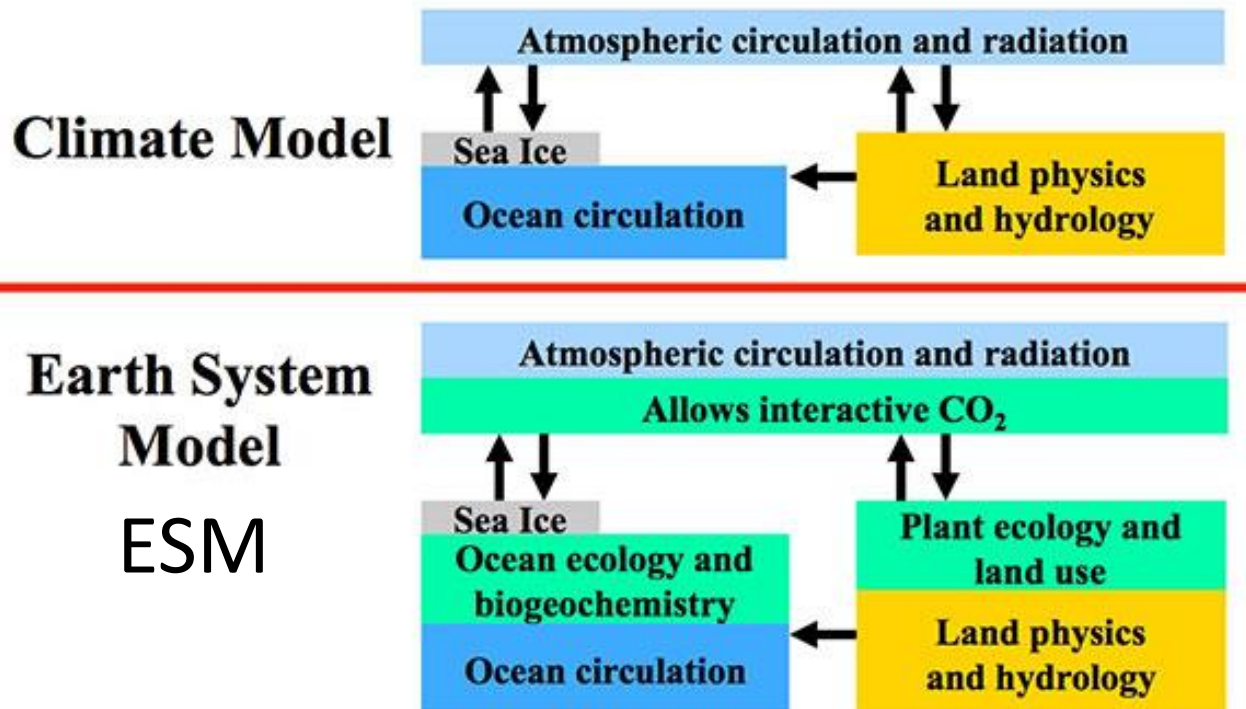 Climate Model
Atmospheric circulation and radiation
Sea Ice
Ocean circulation
Land physics
and hydrology
Earth System
Model
ESM
Atmospheric circulation and radiation
Allows interactive CO₂
Sea Ice
Ocean ecology and
biogeochemistry
Ocean circulation
Plant ecology and
land use
Land physics
and hydrology